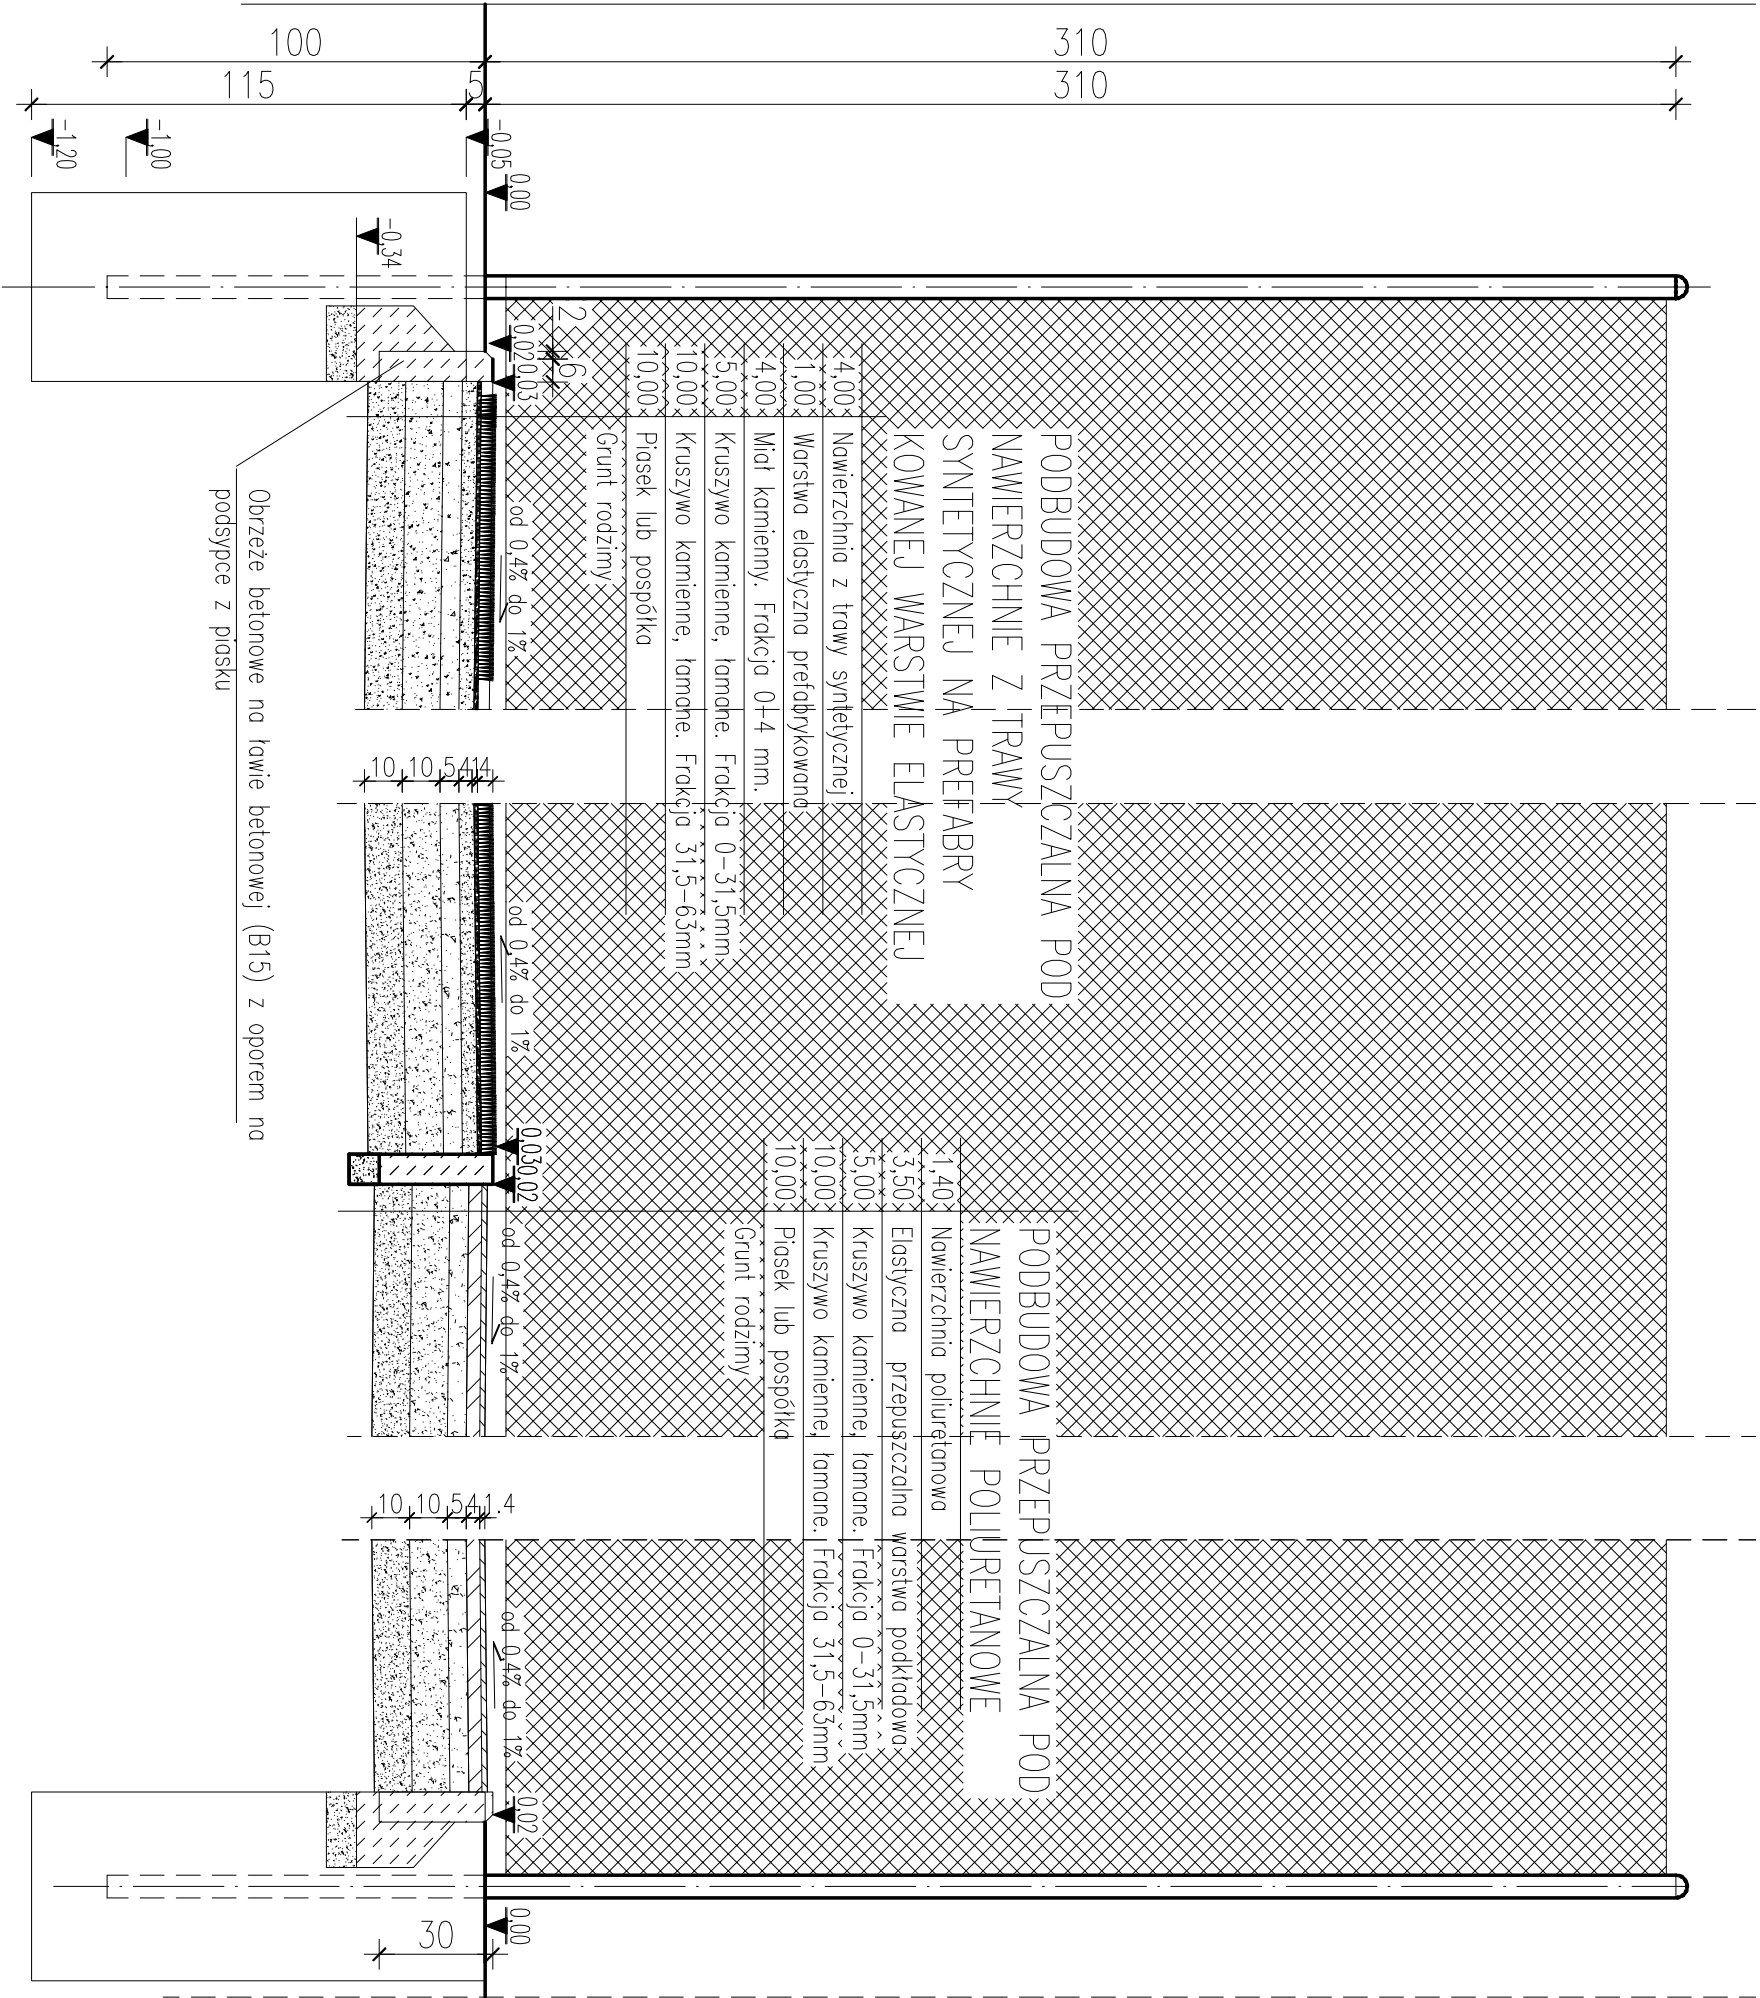 100
310
115
5
310
-1,20
-1,00
-0,05
0,00
-0,34
2
6
0,02
0,03
PODBUDOWA PRZEPUSZCZALNA POD
NAWIERZCHNIE Z TRAWY
SYNTETYCZNEJ NA PREFABRY
KOWANEJ WARSTWIE ELASTYCZNEJ
4,00 Nawierzchnia z trawy syntetycznej
1,00 Warstwa elastyczna prefabrykowana
4,00 Miał kamienny. Frakcja 0-4 mm.
5,00 Kruszywo kamienne, łamane. Frakcja 0-31,5mm
10,00 Kruszywo kamienne, łamane. Frakcja 31,5-63mm
10,00 Piasek lub pospółka
Grunt rodzimy
od 0,4% do 1%
Obrzeże betonowe na ławie betonowej (B15) z oporem na
podsypce z piasku
10 10 5 4 1 4
od 0,4% do 1%
0,03
0,02
PODBUDOWA PRZEPUSZCZALNA POD
NAWIERZCHNIE POLIURETANOWE
1,40 Nawierzchnia poliuretanowa
3,50 Elastyczna przepuszczalna warstwa podkładowa
5,00 Kruszywo kamienne, łamane. Frakcja 0-31,5mm
10,00 Kruszywo kamienne, łamane. Frakcja 31,5-63mm
10,00 Piasek lub pospółka
Grunt rodzimy
od 0,4% do 1%
10 10 5 4 1.4
od 0,4% do 1%
0,02
0,00
30